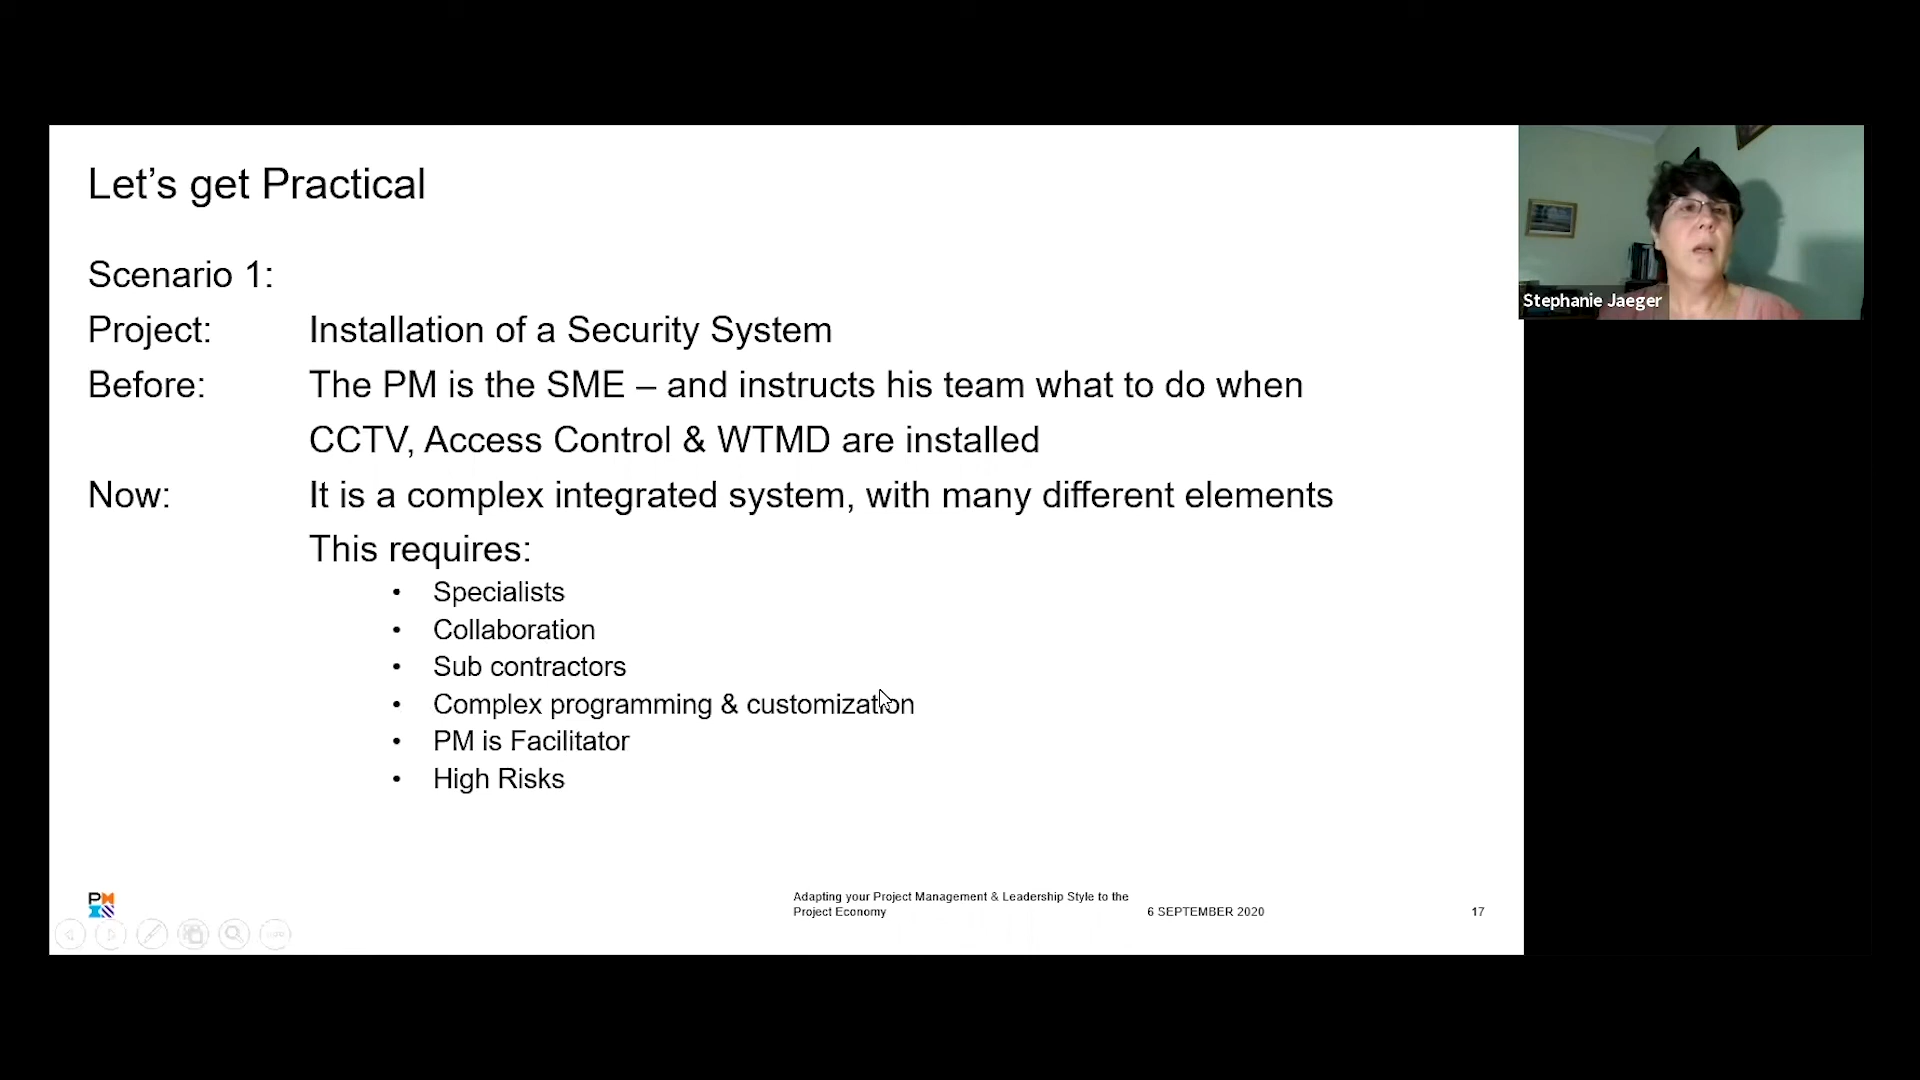 Let's get Practical
Stephanie Jaeger
Scenario 1:
Project: Installation of a Security System
Before: The PM is the SME – and instructs his team what to do when
CCTV, Access Control & WTMD are installed
Now: It is a complex integrated system, with many different elements
This requires:
• Specialists
• Collaboration
• Sub contractors
• Complex programming & customization
• PM is Facilitator
• High Risks
Adapting your Project Management & Leadership Style to the
Project Economy
6 SEPTEMBER 2020
17